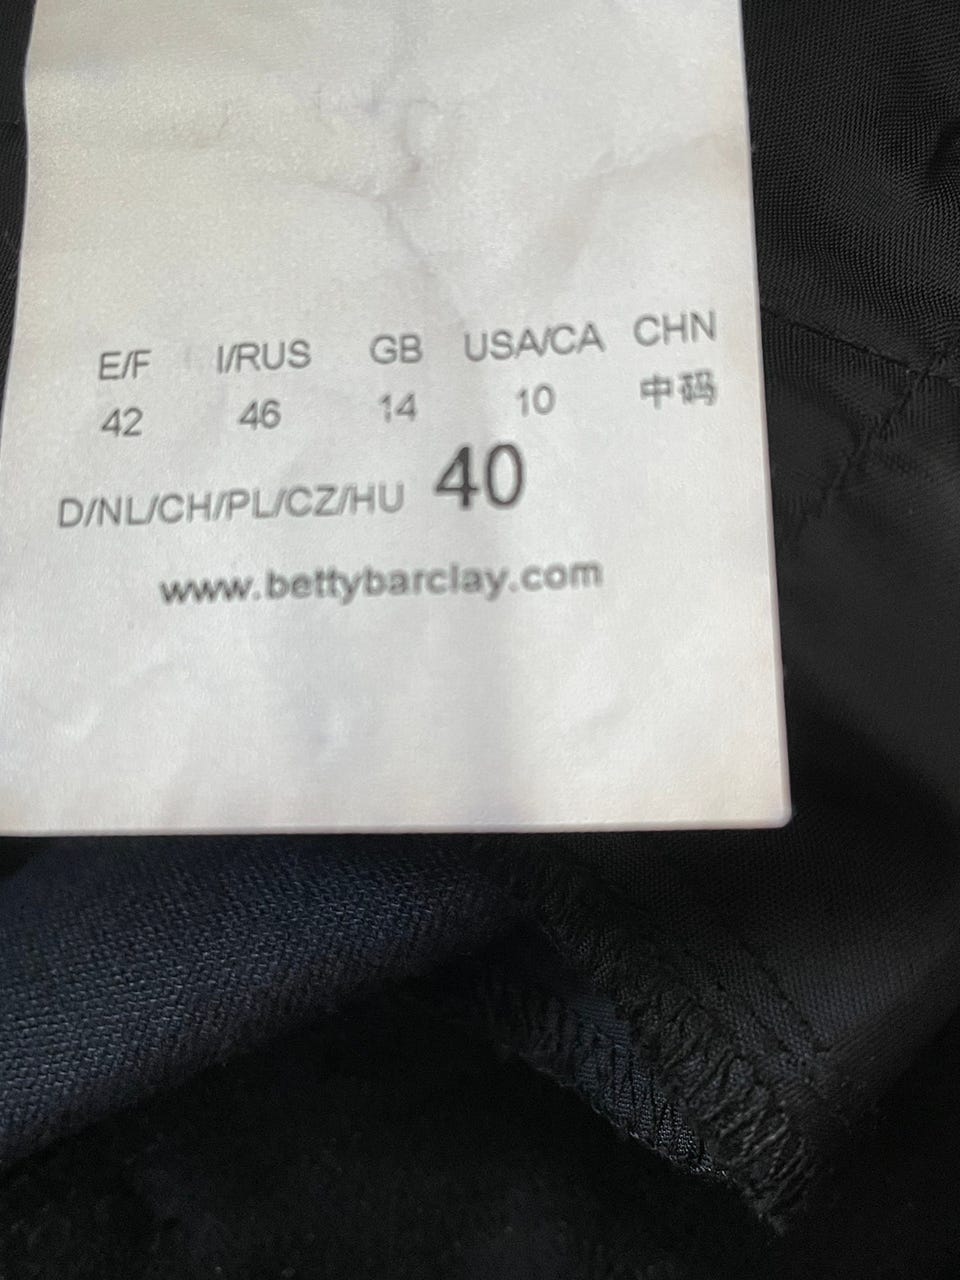 E/F I/RUS GB USA/CA CHN
42 46 14 10 中码
D/NL/CH/PL/CZ/HU 40
www.bettybarclay.com